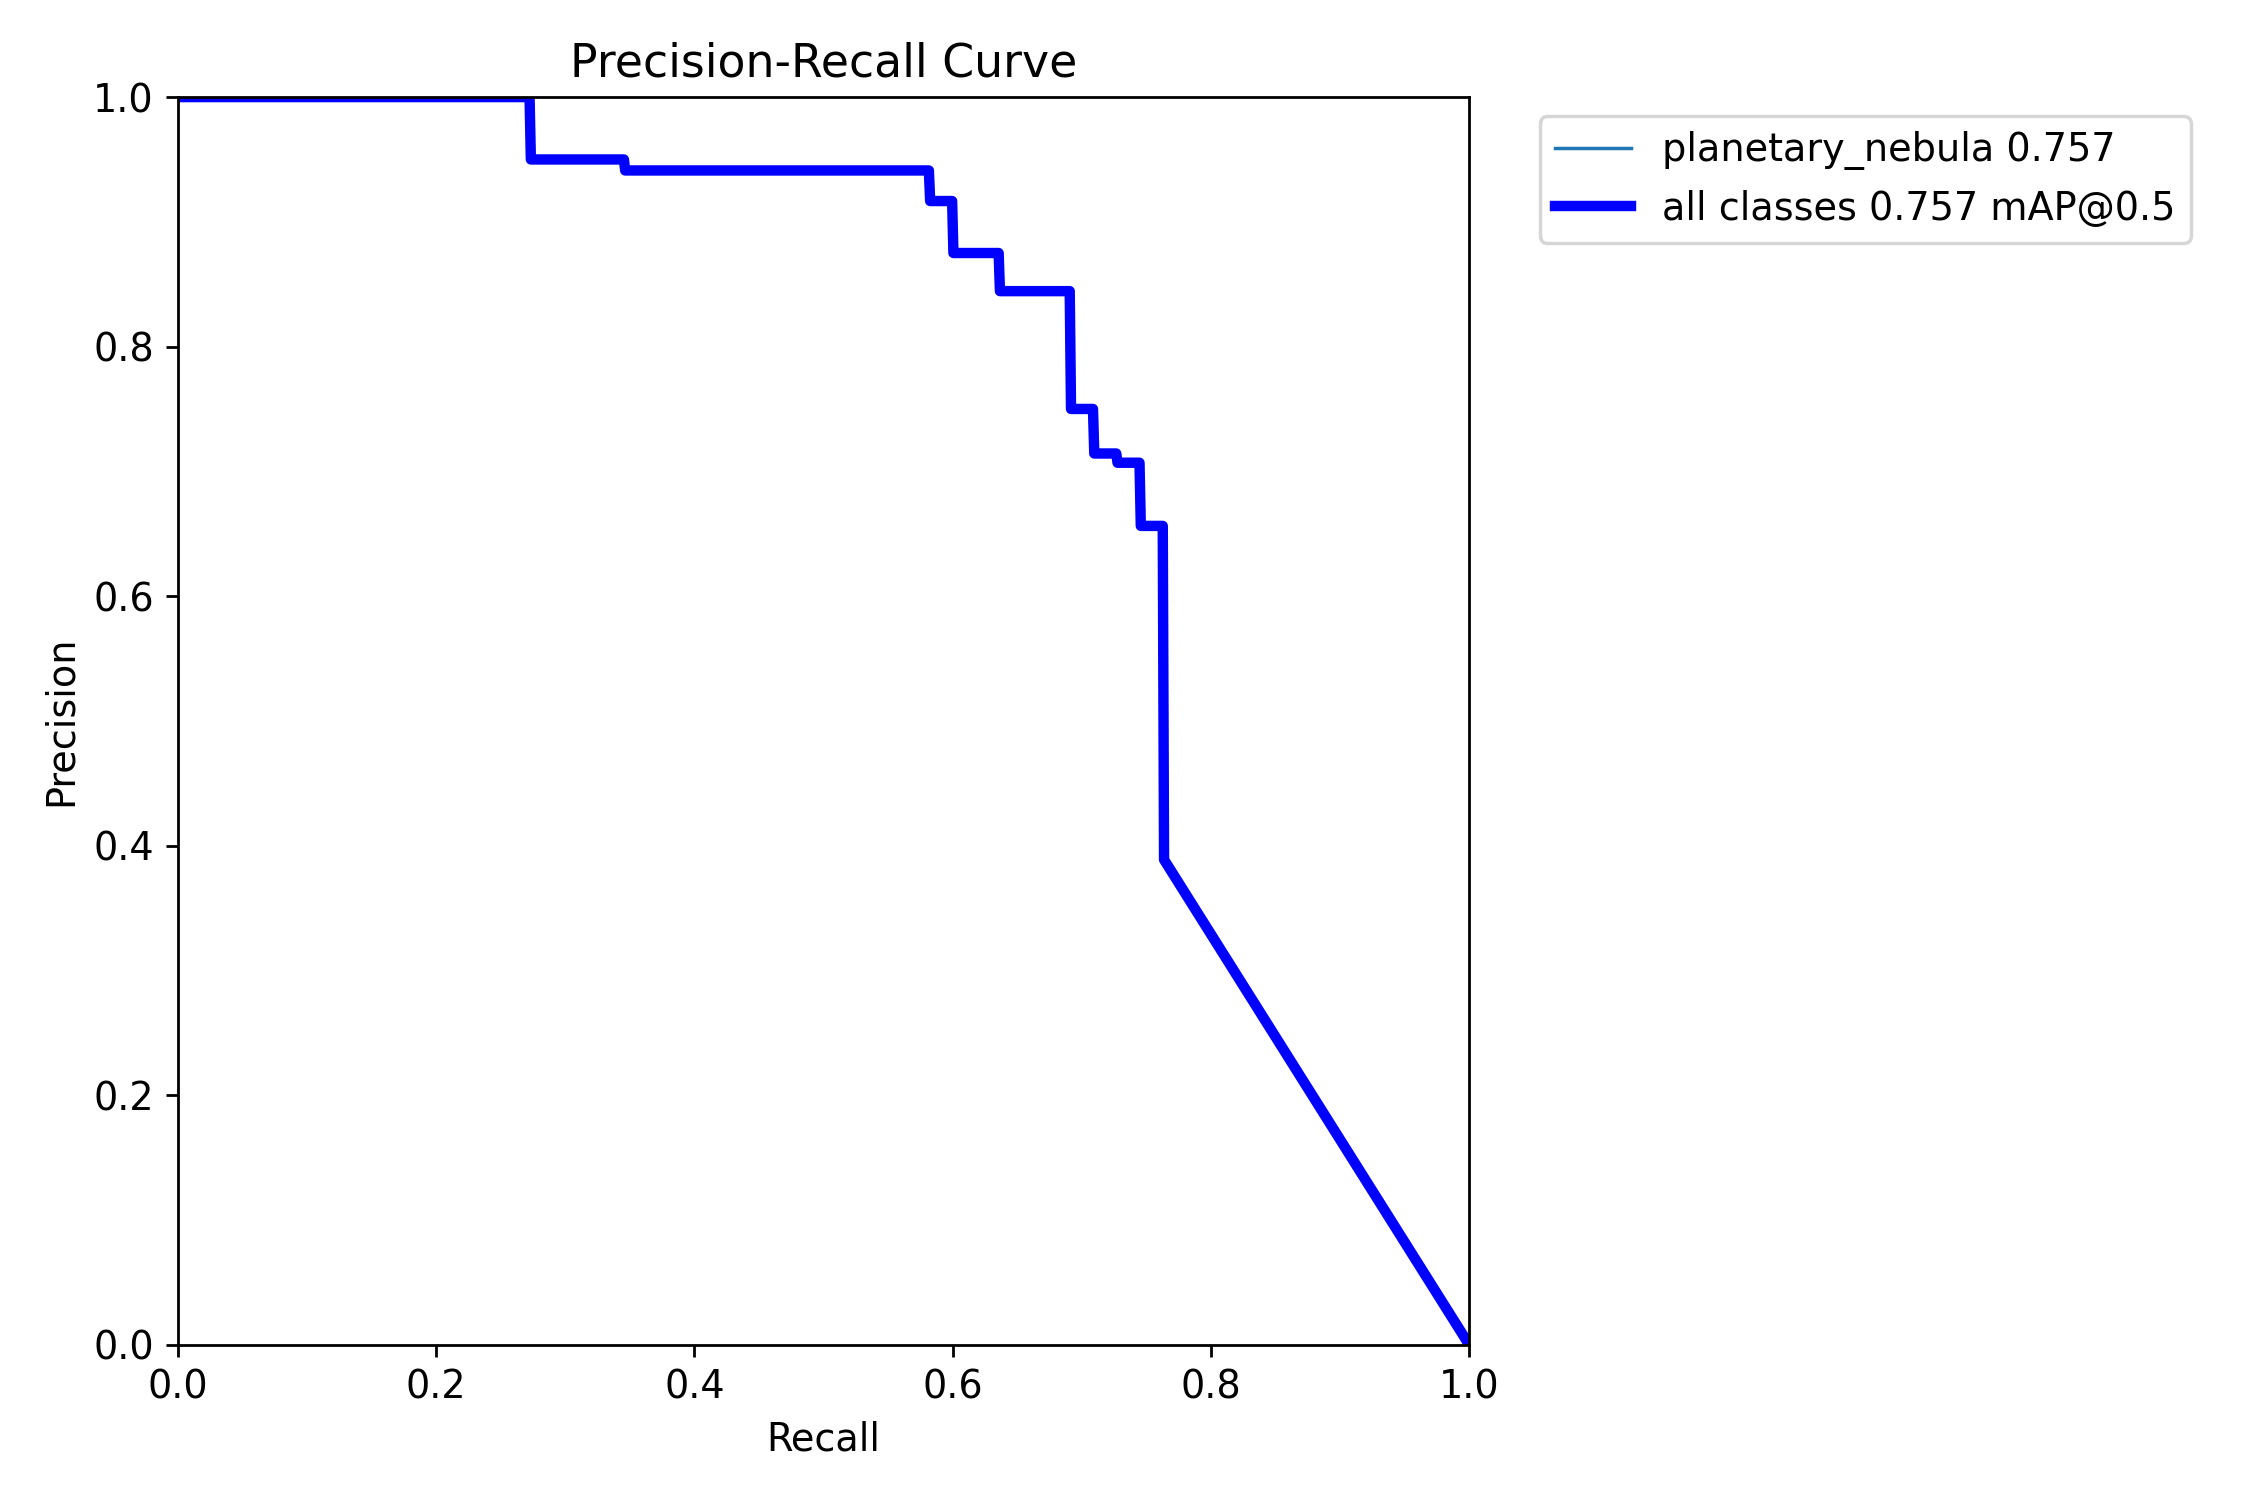 Precision-Recall Curve
1.0
0.8
0.6
0.4
0.2
0.0
Precision
0.0 0.2 0.4 0.6 0.8 1.0
Recall
planetary_nebula 0.757
all classes 0.757 mAP@0.5